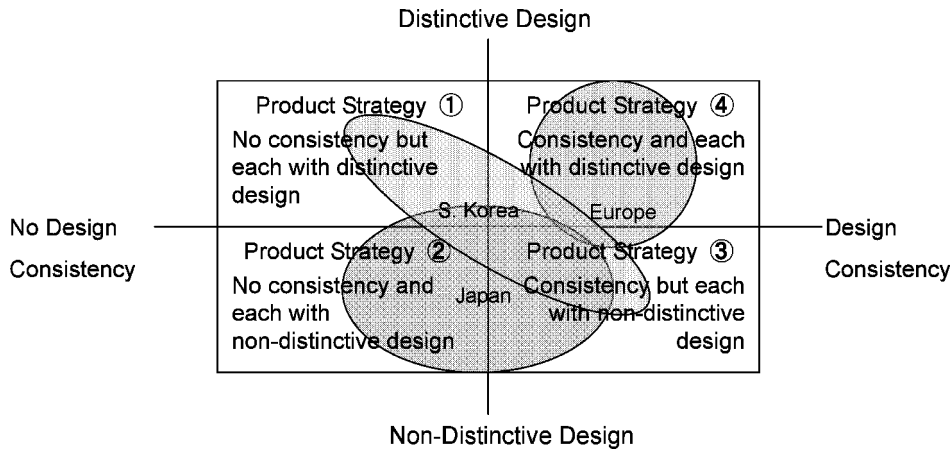 Distinctive Design
Product Strategy ①
No consistency but
each with distinctive
design
Product Strategy ④
Consistency and each
with distinctive design
S. Korea
Europe
No Design
Consistency
Design
Consistency
Product Strategy ②
No consistency and
each with
non-distinctive design
Japan
Product Strategy ③
Consistency but each
with non-distinctive
design
Non-Distinctive Design